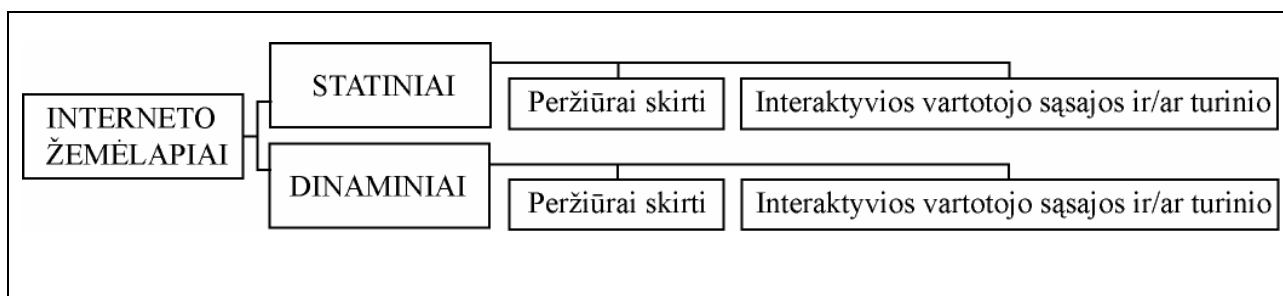 INTERNETO
ŽEMĖLAPIAI
STATINIAI
Peržiūrai skirti
Interaktyvios vartotojo sąsajos ir/ar turinio
DINAMINIAI
Peržiūrai skirti
Interaktyvios vartotojo sąsajos ir/ar turinio